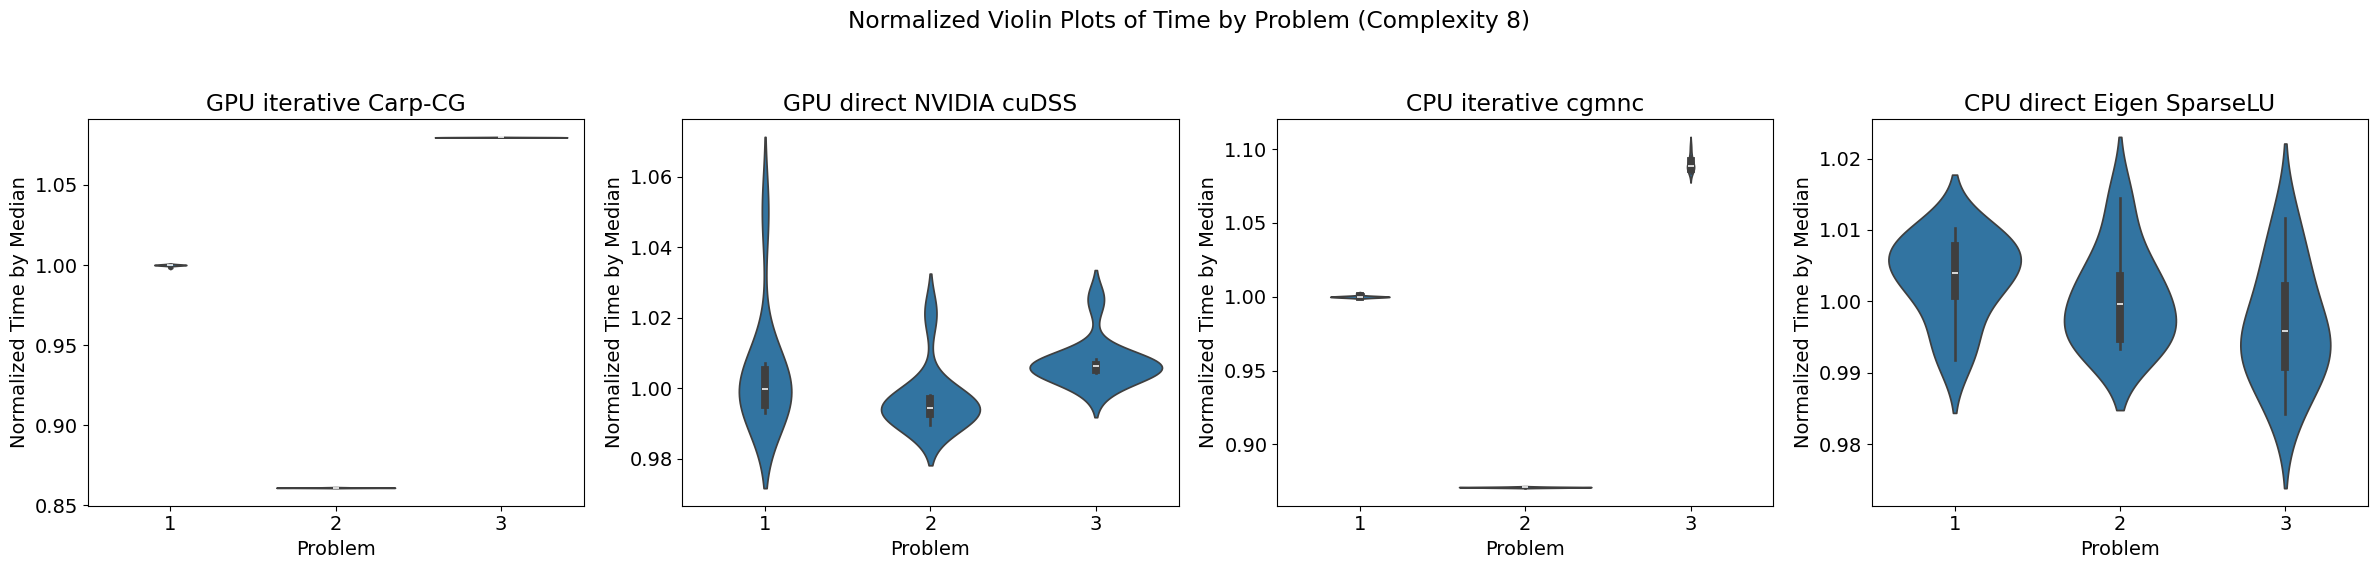 Normalized Violin Plots of Time by Problem (Complexity 8)
GPU iterative Carp-CG
Normalized Time by Median
1.05
1.00
0.95
0.90
0.85
1 2 3
Problem
GPU direct NVIDIA cuDSS
Normalized Time by Median
1.06
1.04
1.02
1.00
0.98
1 2 3
Problem
CPU iterative cgmnc
Normalized Time by Median
1.10
1.05
1.00
0.95
0.90
1 2 3
Problem
CPU direct Eigen SparseLU
Normalized Time by Median
1.02
1.01
1.00
0.99
0.98
1 2 3
Problem